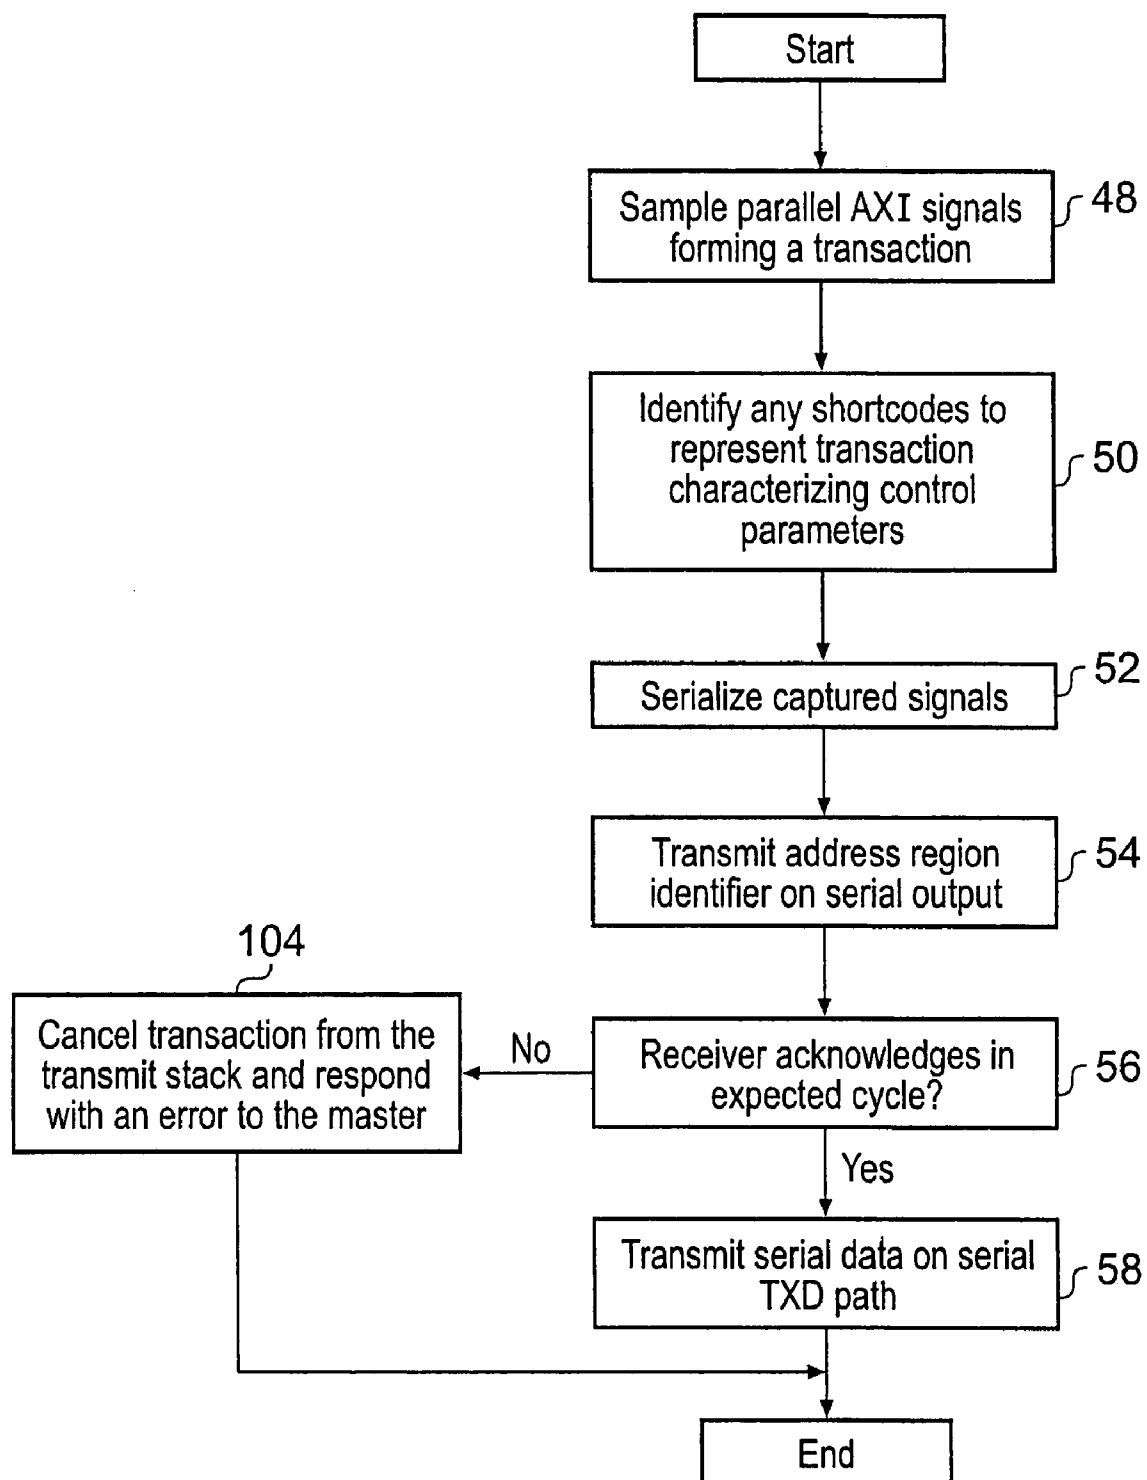 Start
Sample parallel AXI signals
forming a transaction
48
Identify any shortcodes to
represent transaction
characterizing control
parameters
50
Serialize captured signals
52
Transmit address region
identifier on serial output
54
Receiver acknowledges in
expected cycle?
56
No
104
Cancel transaction from the
transmit stack and respond
with an error to the master
Yes
Transmit serial data on serial
TXD path
58
End